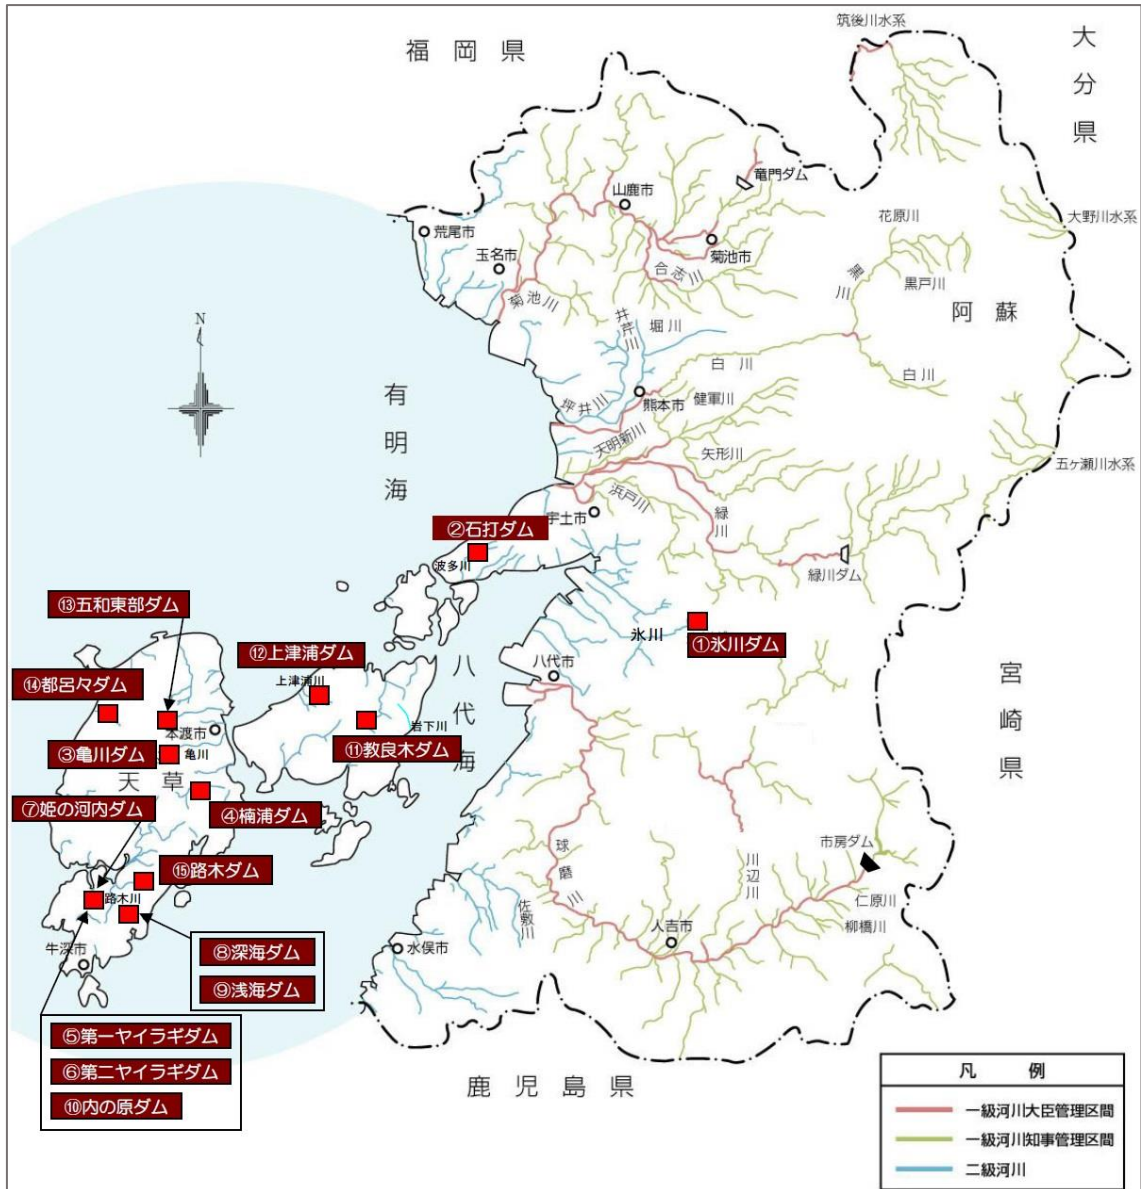 筑後川水系
福岡県
大分県
竜門ダム
山鹿市
花原川
大野川水系
荒尾市
玉名市
菊池市
合志川
黒川
黒戸川
菊池川
阿蘇
井芹川
堀川
N
白川
白川
有明海
坪井川
熊本市
健軍川
天明新川
矢形川
五ヶ瀬川水系
浜戸川
緑川
宇土市
②石打ダム
波多川
緑川ダム
⑬五和東部ダム
氷川
①氷川ダム
⑫上津浦ダム
上津浦川
八代市
八代海
宮崎県
⑭都呂々ダム
本渡市
岩下川
⑪教良木ダム
③亀川ダム
亀川
天草
⑦姫の河内ダム
④楠浦ダム
市房ダム
球磨川
川辺川
⑮路木ダム
路木川
仁原川
佐敷川
柳橋川
人吉市
牛深市
水俣市
⑧深海ダム
⑨浅海ダム
⑤第一ヤイラギダム
⑥第二ヤイラギダム
⑩内の原ダム
鹿児島県
凡例
一級河川大臣管理区間
一級河川知事管理区間
二級河川